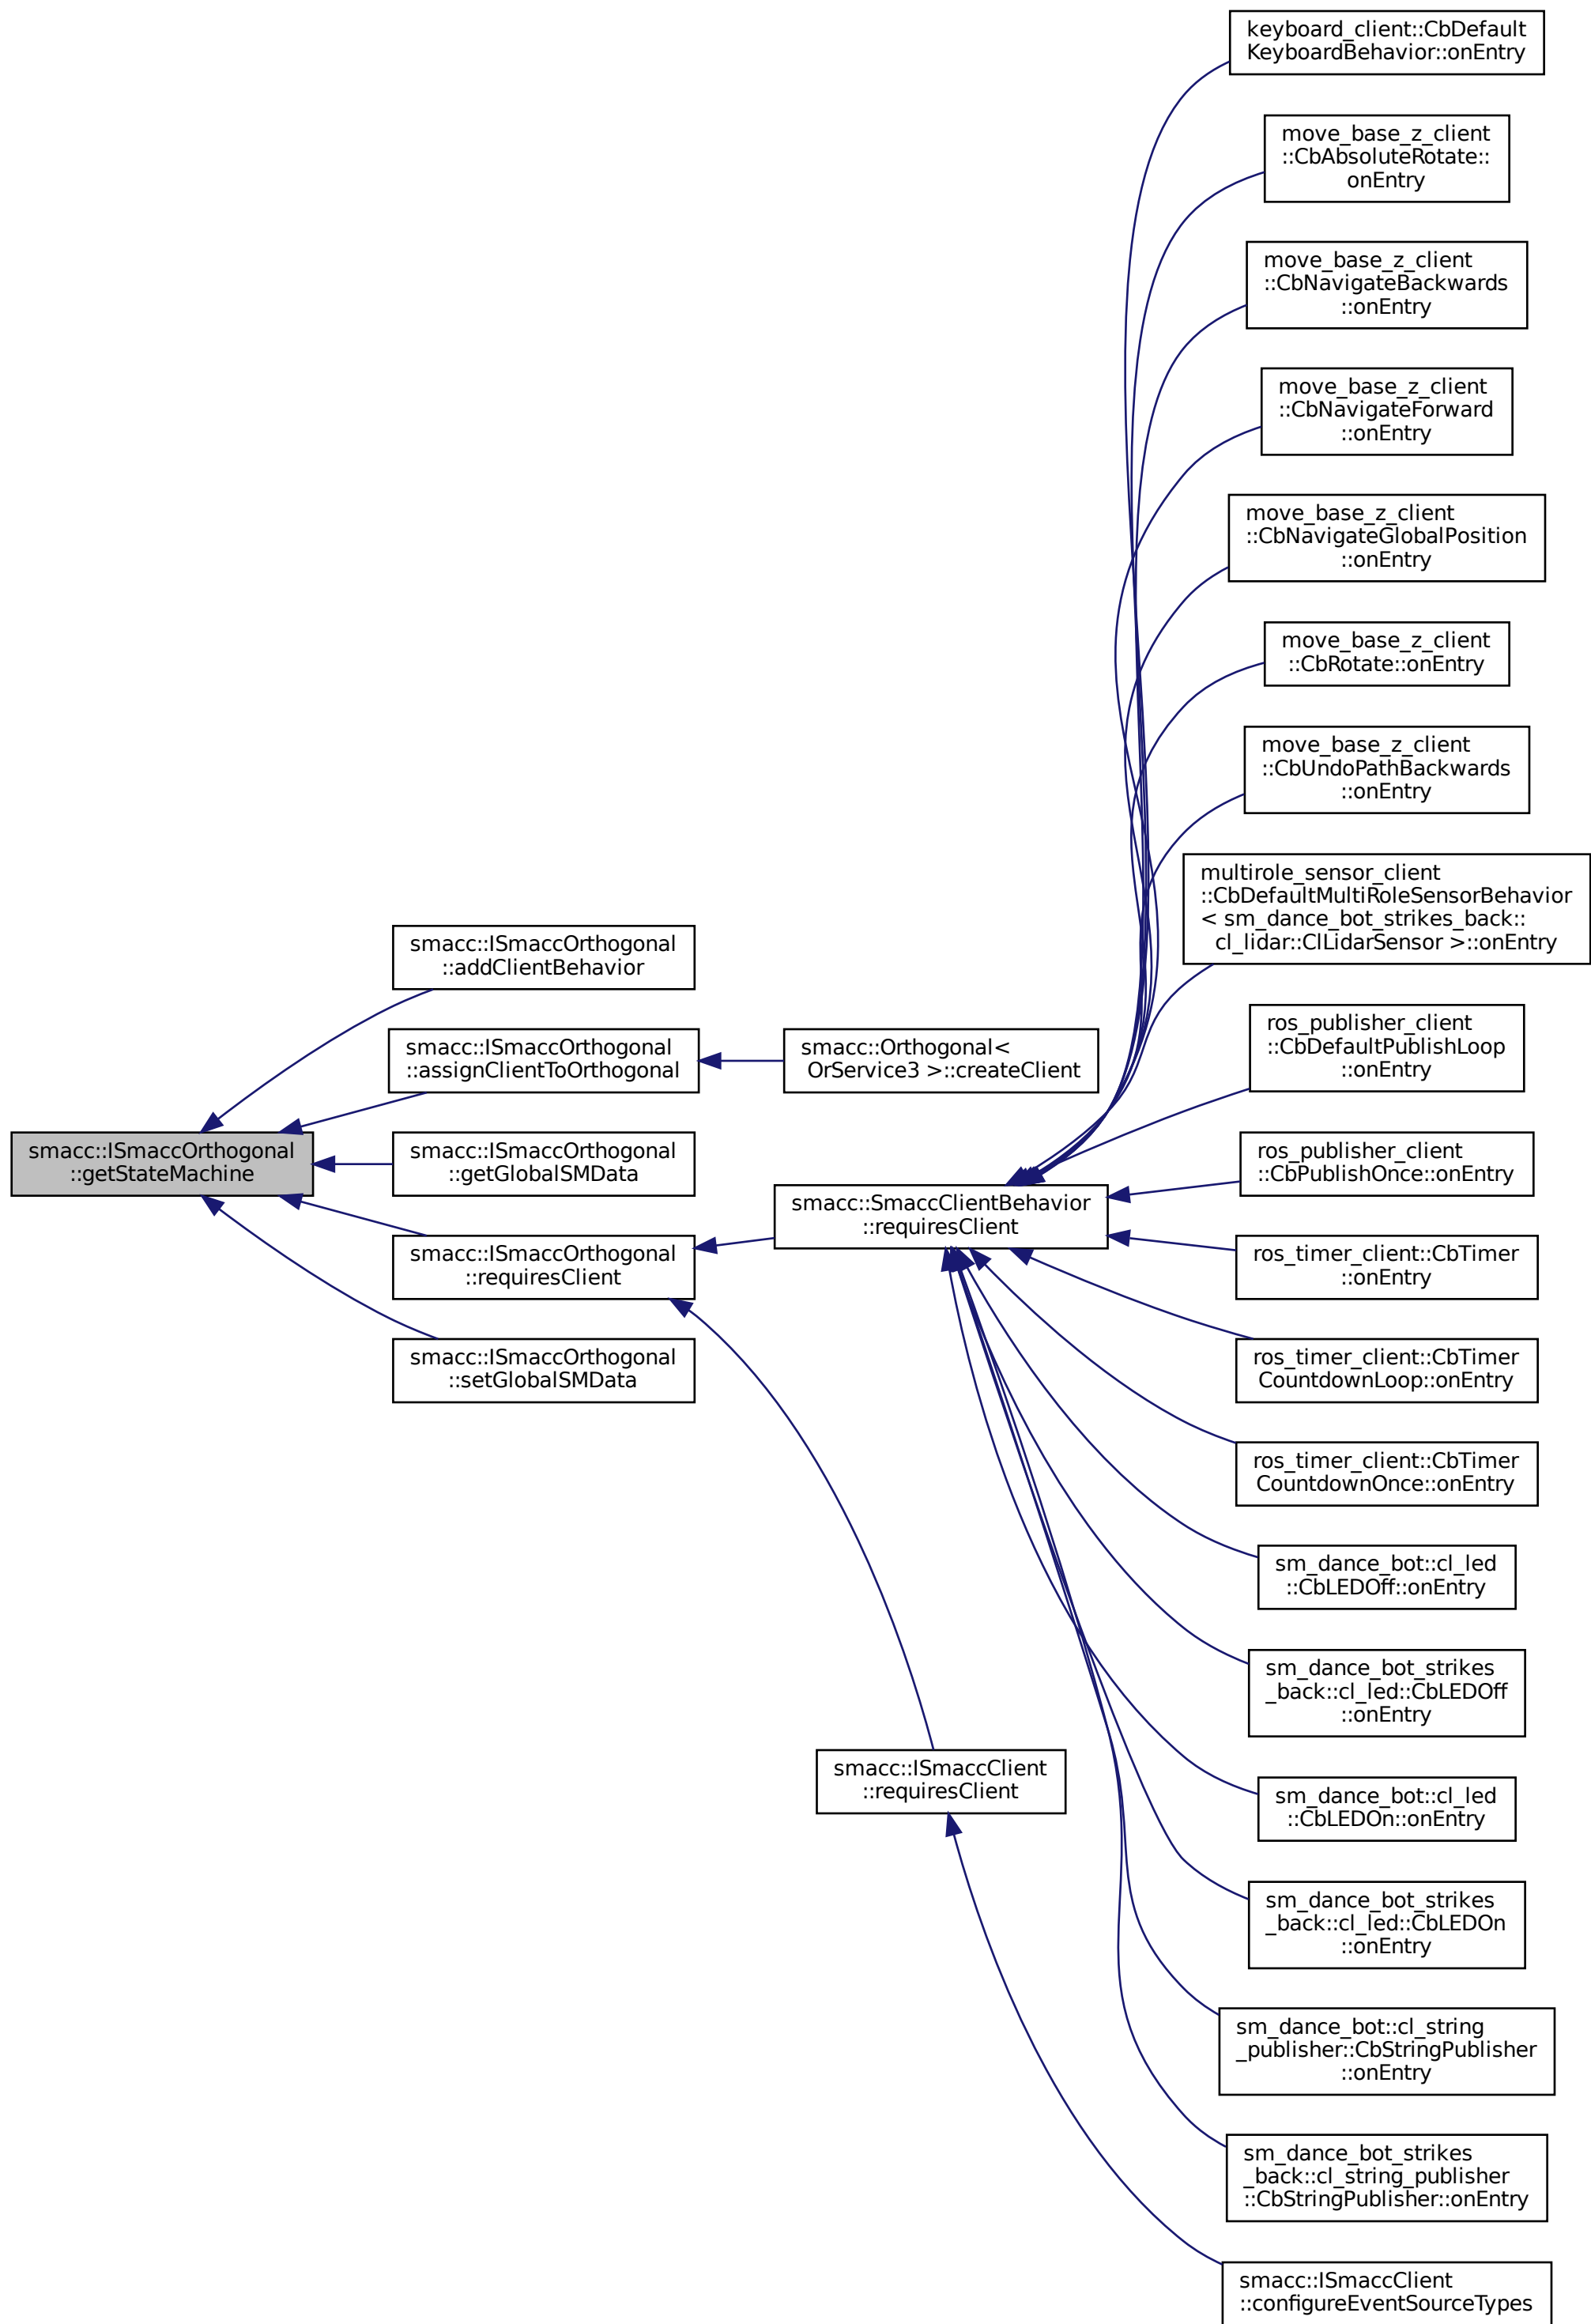 keyboard_client::CbDefault
KeyboardBehavior::onEntry
move_base_z_client
::CbAbsoluteRotate::
onEntry
move_base_z_client
::CbNavigateBackwards
::onEntry
move_base_z_client
::CbNavigateForward
::onEntry
move_base_z_client
::CbNavigateGlobalPosition
::onEntry
move_base_z_client
::CbRotate::onEntry
move_base_z_client
::CbUndoPathBackwards
::onEntry
multirole_sensor_client
::CbDefaultMultiRoleSensorBehavior
< sm_dance_bot_strikes_back::
cl_lidar::ClLidarSensor >::onEntry
smacc::ISmaccOrthogonal
::addClientBehavior
smacc::ISmaccOrthogonal
::assignClientToOrthogonal
smacc::Orthogonal<
OrService3 >::createClient
ros_publisher_client
::CbDefaultPublishLoop
::onEntry
smacc::ISmaccOrthogonal
::getStateMachine
smacc::ISmaccOrthogonal
::getGlobalSMData
ros_publisher_client
::CbPublishOnce::onEntry
smacc::SmaccClientBehavior
::requiresClient
smacc::ISmaccOrthogonal
::requiresClient
ros_timer_client::CbTimer
::onEntry
smacc::ISmaccOrthogonal
::setGlobalSMData
ros_timer_client::CbTimer
CountdownLoop::onEntry
ros_timer_client::CbTimer
CountdownOnce::onEntry
sm_dance_bot::cl_led
::CbLEDOff::onEntry
sm_dance_bot_strikes
_back::cl_led::CbLEDOff
::onEntry
smacc::ISmaccClient
::requiresClient
sm_dance_bot::cl_led
::CbLEDOn::onEntry
sm_dance_bot_strikes
_back::cl_led::CbLEDOn
::onEntry
sm_dance_bot::cl_string
_publisher::CbStringPublisher
::onEntry
sm_dance_bot_strikes
_back::cl_string_publisher
::CbStringPublisher::onEntry
smacc::ISmaccClient
::configureEventSourceTypes